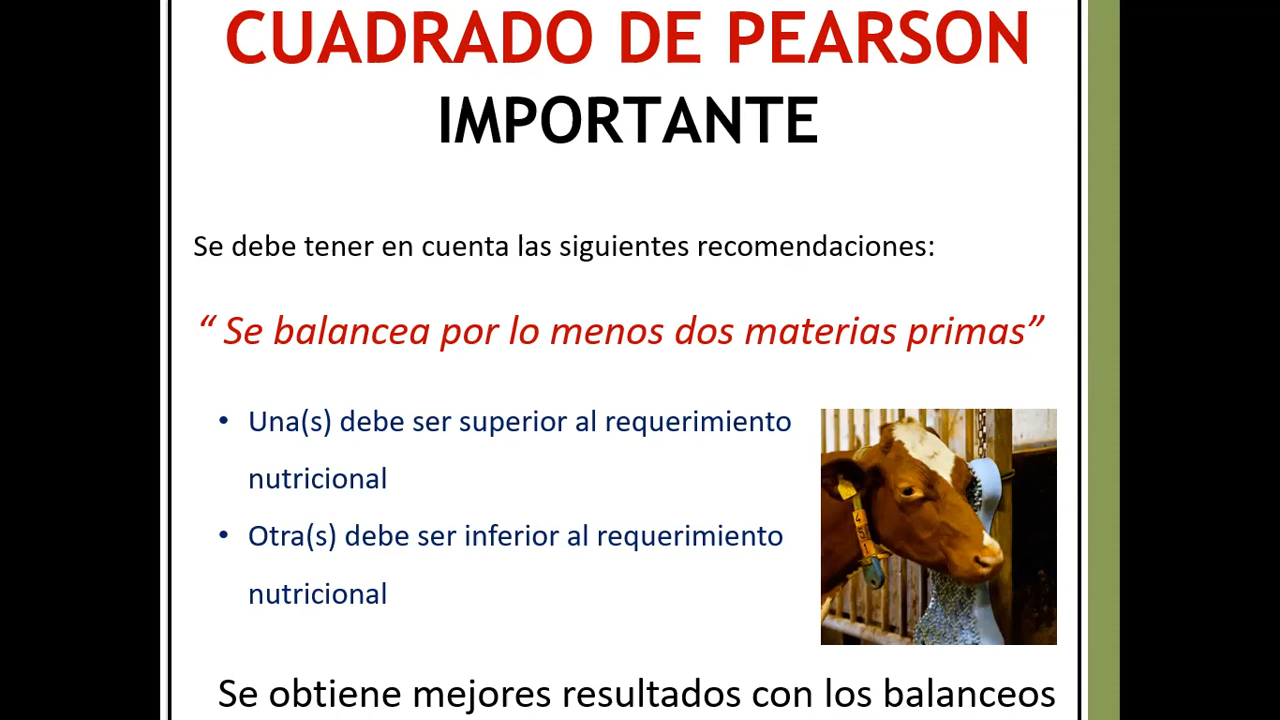 CUADRADO DE PEARSON
IMPORTANTE
Se debe tener en cuenta las siguientes recomendaciones:
“ Se balancea por lo menos dos materias primas”
• Una(s) debe ser superior al requerimiento
nutricional
• Otra(s) debe ser inferior al requerimiento
nutricional
4
51
Se obtiene mejores resultados con los balanceos